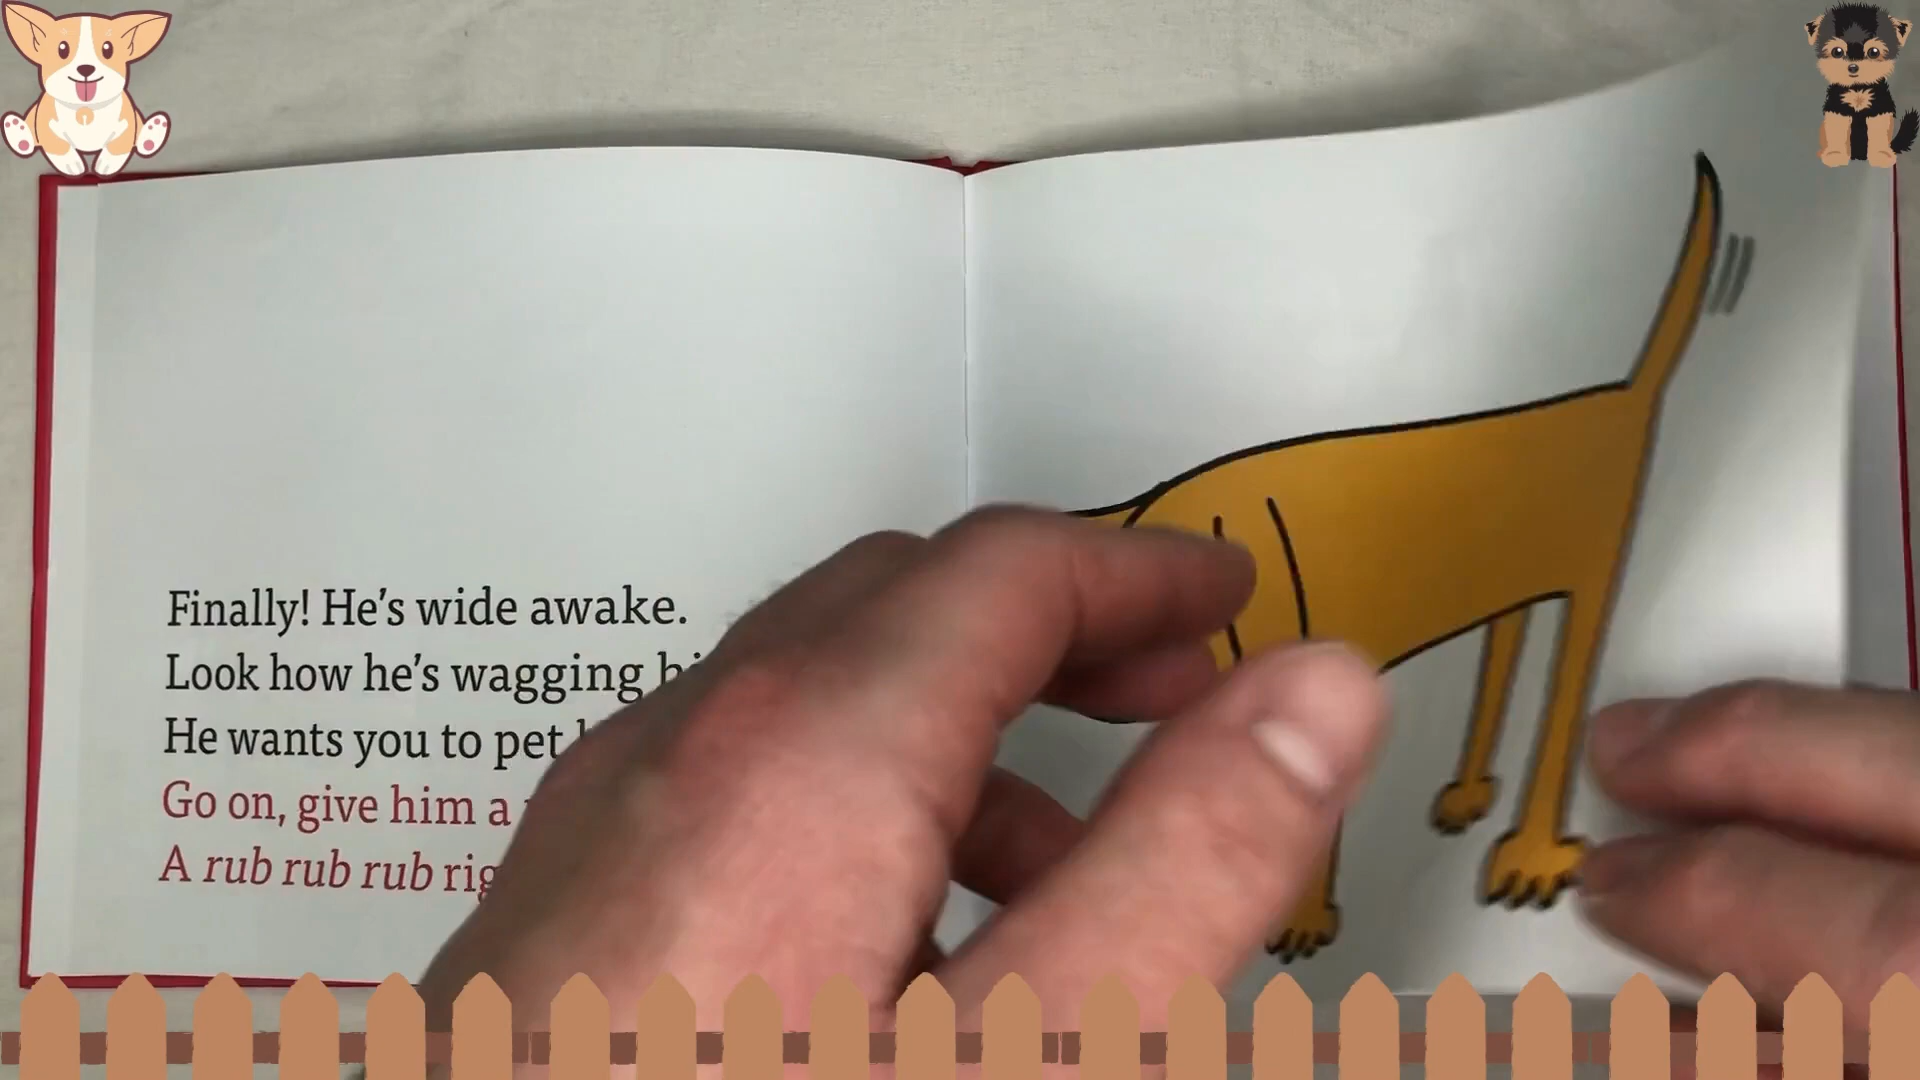 Finally! He's wide awake.
Look how he's wagging
He wants you to pet
Go on, give him a
A rub rub rub